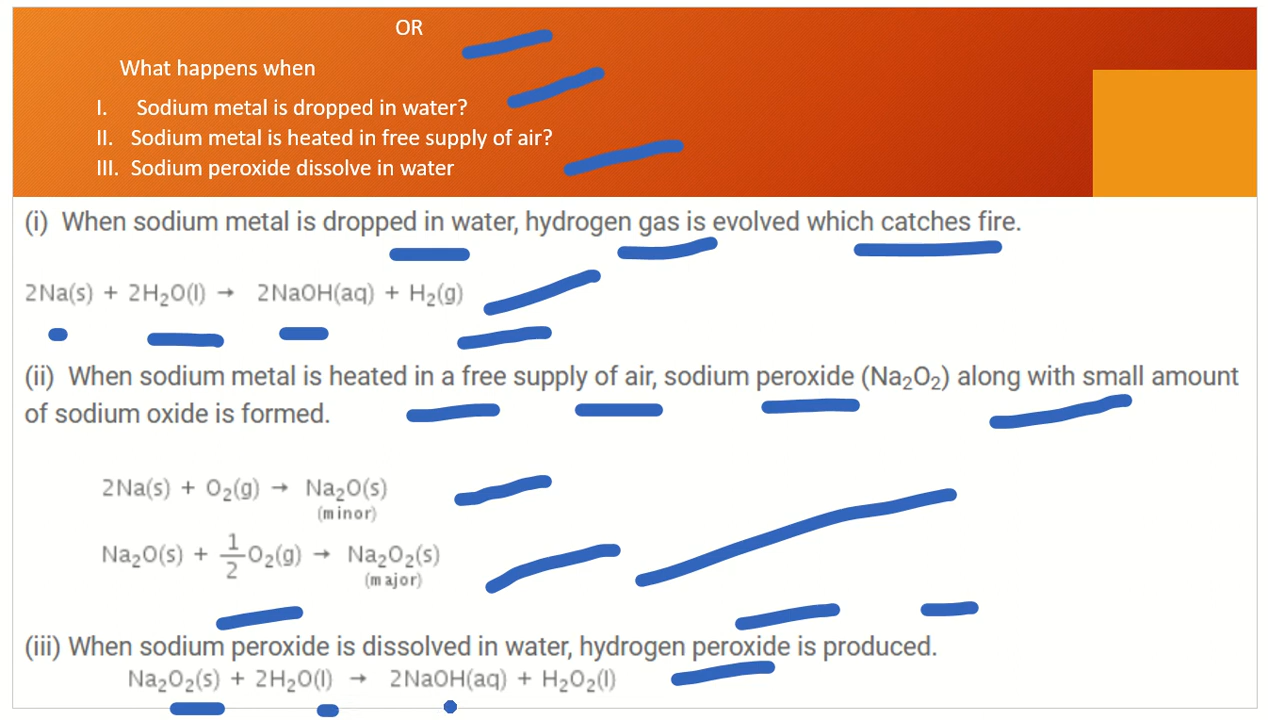 OR
What happens when
I. Sodium metal is dropped in water?
II. Sodium metal is heated in free supply of air?
III. Sodium peroxide dissolve in water
(i) When sodium metal is dropped in water, hydrogen gas is evolved which catches fire.
2Na(s) + 2H₂O(l) → 2NaOH(aq) + H₂(g)
(ii) When sodium metal is heated in a free supply of air, sodium peroxide (Na₂O₂) along with small amount
of sodium oxide is formed.
2Na(s) + O₂(g) → Na₂O(s)
(minor)
Na₂O(s) + 1/2 O₂(g) → Na₂O₂(s)
(major)
(iii) When sodium peroxide is dissolved in water, hydrogen peroxide is produced.
Na₂O₂(s) + 2H₂O(l) → 2NaOH(aq) + H₂O₂(l)